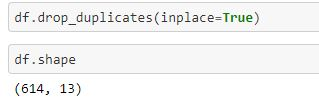 df.drop_duplicates(inplace=True)
df.shape
(614, 13)